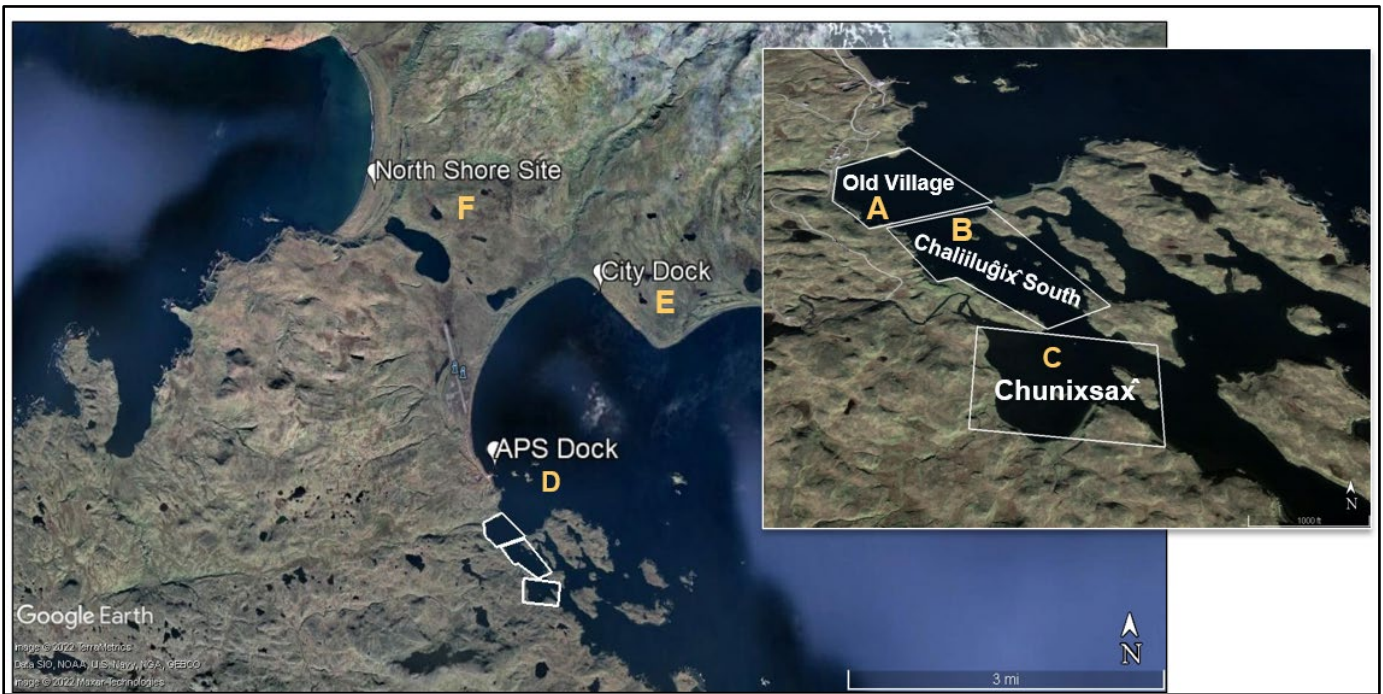 North Shore Site
F
City Dock
E
APS Dock
D
Google Earth
Image © 2022 TerraMetrics
Data SIO, NOAA, U.S. Navy, NGA, GEBCO
Image © 2022 Maxar Technologies
N
3 mi
Old Village
A
B
Chaliiluĝix̂ South
C
Chunixsax̂
N
1000 ft